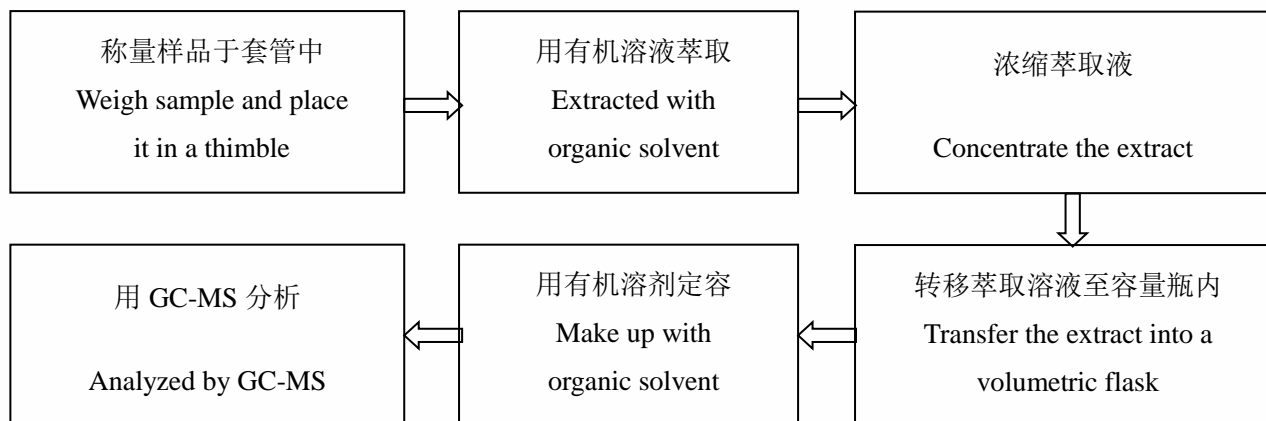 称量样品于套管中
Weigh sample and place
it in a thimble
用有机溶液萃取
Extracted with
organic solvent
浓缩萃取液
Concentrate the extract
转移萃取溶液至容量瓶内
Transfer the extract into a
volumetric flask
用有机溶剂定容
Make up with
organic solvent
用 GC-MS 分析
Analyzed by GC-MS